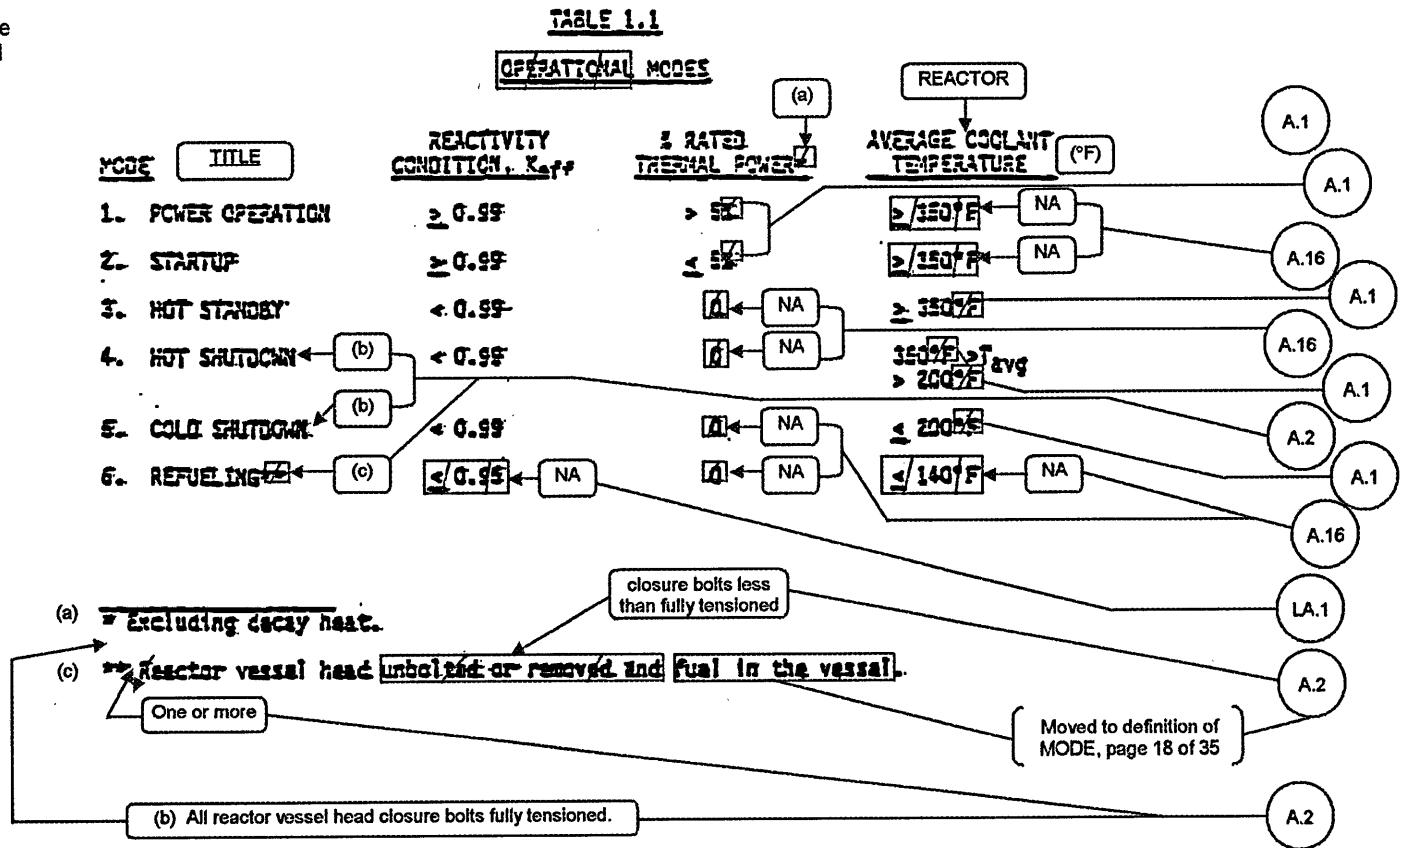 e
TABLE 1.1
OPERATIONAL MODES
REACTOR
(a)
A.1
REACTIVITY % RATED AVERAGE COOLANT
MODE TITLE CONDITION, Keff THERMAL POWER* TEMPERATURE (°F)
A.1
1. POWER OPERATION ≥ 0.99 > 5% ≥ 350°F NA
2. STARTUP ≥ 0.99 ≤ 5% ≥ 350°F NA A.16
3. HOT STANDBY < 0.99 0 NA ≥ 350°F A.1
4. HOT SHUTDOWN (b) < 0.99 0 NA 350°F > Tavg A.16
> 200°F A.1
(b)
5. COLD SHUTDOWN < 0.99 0 NA ≤ 200°F A.2
6. REFUELING** (c) ≤ 0.95 NA 0 NA ≤ 140°F NA A.1
A.16
closure bolts less
than fully tensioned
LA.1
(a) * Excluding decay heat.
(c) ** Reactor vessel head unbolted or removed and fuel in the vessel.
A.2
One or more
Moved to definition of
MODE, page 18 of 35
(b) All reactor vessel head closure bolts fully tensioned. A.2